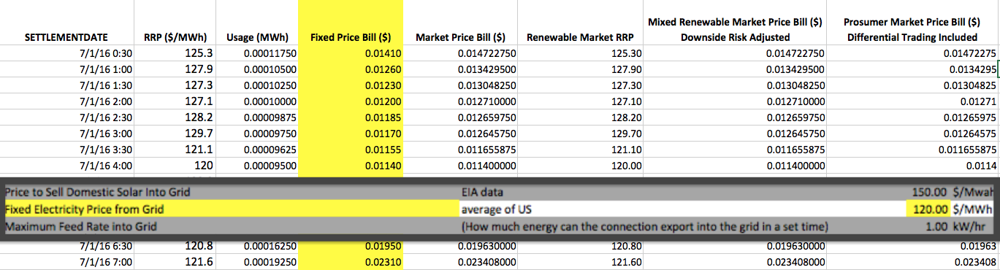 Mixed Renewable Market Price Bill ($) Prosumer Market Price Bill ($)
SETTLEMENTDATE RRP ($/MWh) Usage (MWh) Fixed Price Bill ($) Market Price Bill ($) Renewable Market RRP Downside Risk Adjusted Differential Trading Included
7/1/16 0:30 125.3 0.00011750 0.01410 0.014722750 125.30 0.014722750 0.01472275
7/1/16 1:00 127.9 0.00010500 0.01260 0.013429500 127.90 0.013429500 0.0134295
7/1/16 1:30 127.3 0.00010250 0.01230 0.013048250 127.30 0.013048250 0.01304825
7/1/16 2:00 127.1 0.00010000 0.01200 0.012710000 127.10 0.012710000 0.01271
7/1/16 2:30 128.2 0.00009875 0.01185 0.012659750 128.20 0.012659750 0.01265975
7/1/16 3:00 129.7 0.00009750 0.01170 0.012645750 129.70 0.012645750 0.01264575
7/1/16 3:30 121.1 0.00009625 0.01155 0.011655875 121.10 0.011655875 0.011655875
7/1/16 4:00 120 0.00009500 0.01140 0.011400000 120.00 0.011400000 0.0114
Price to Sell Domestic Solar Into Grid EIA data 150.00 $/Mwah
Fixed Electricity Price from Grid average of US 120.00 $/MWh
Maximum Feed Rate into Grid (How much energy can the connection export into the grid in a set time) 1.00 kW/hr
7/1/16 6:30 120.8 0.00016250 0.01950 0.019630000 120.80 0.019630000 0.01963
7/1/16 7:00 121.6 0.00019250 0.02310 0.023408000 121.60 0.023408000 0.023408